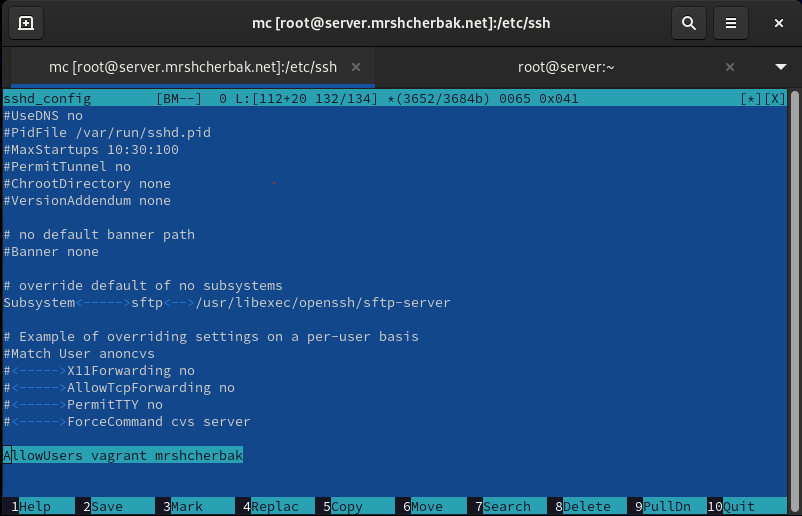 mc [root@server.mrshcherbak.net]:/etc/ssh
mc [root@server.mrshcherbak.net]:/etc/ssh × root@server:~ ×
sshd_config [BM--] 0 L:[112+20 132/134] *(3652/3684b) 0065 0x041 [*][X]
#UseDNS no
#PidFile /var/run/sshd.pid
#MaxStartups 10:30:100
#PermitTunnel no
#ChrootDirectory none
#VersionAddendum none
# no default banner path
#Banner none
# override default of no subsystems
Subsystem<----->sftp<-->/usr/libexec/openssh/sftp-server
# Example of overriding settings on a per-user basis
#Match User anoncvs
#<----->X11Forwarding no
#<----->AllowTcpForwarding no
#<----->PermitTTY no
#<----->ForceCommand cvs server
AllowUsers vagrant mrshcherbak
1Help 2Save 3Mark 4Replac 5Copy 6Move 7Search 8Delete 9PullDn 10Quit